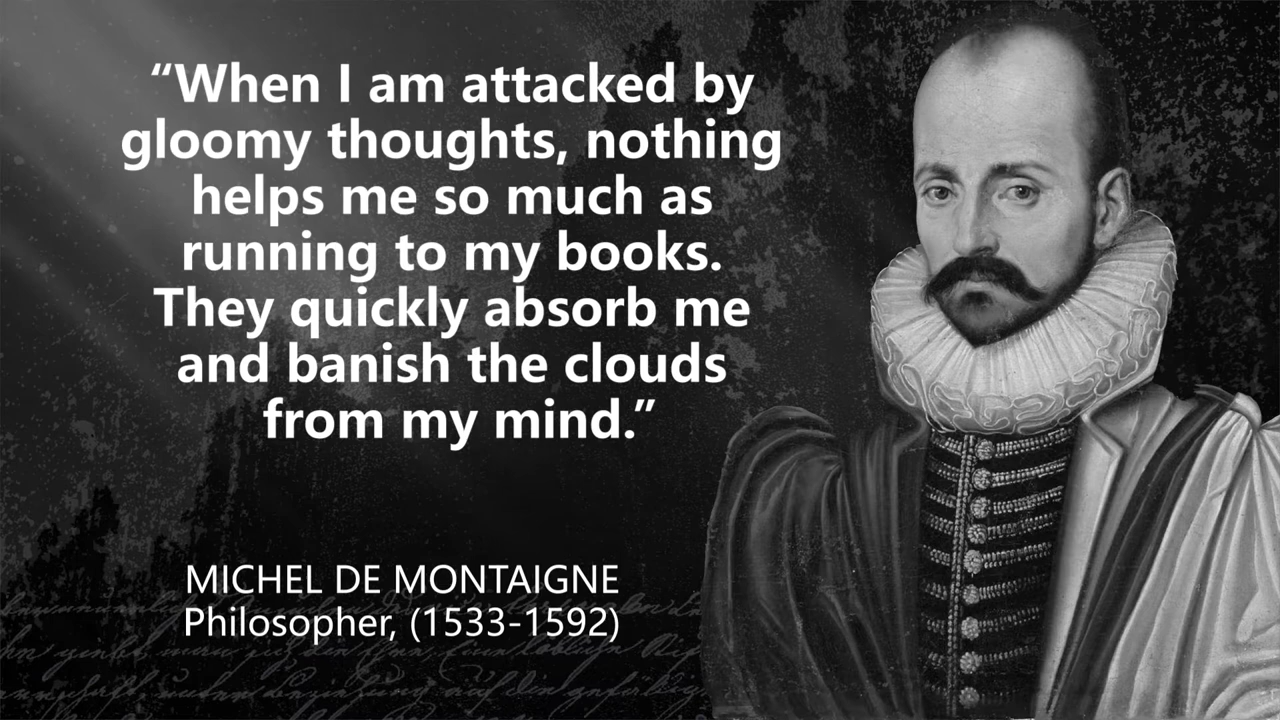 “When I am attacked by
gloomy thoughts, nothing
helps me so much as
running to my books.
They quickly absorb me
and banish the clouds
from my mind.”
MICHEL DE MONTAIGNE
Philosopher, (1533-1592)